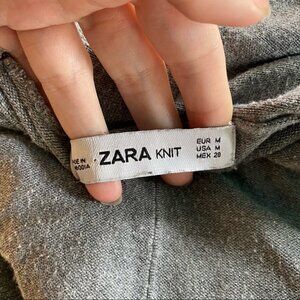 ZARA KNIT
MADE IN
EUR M
USA M
MEX 28